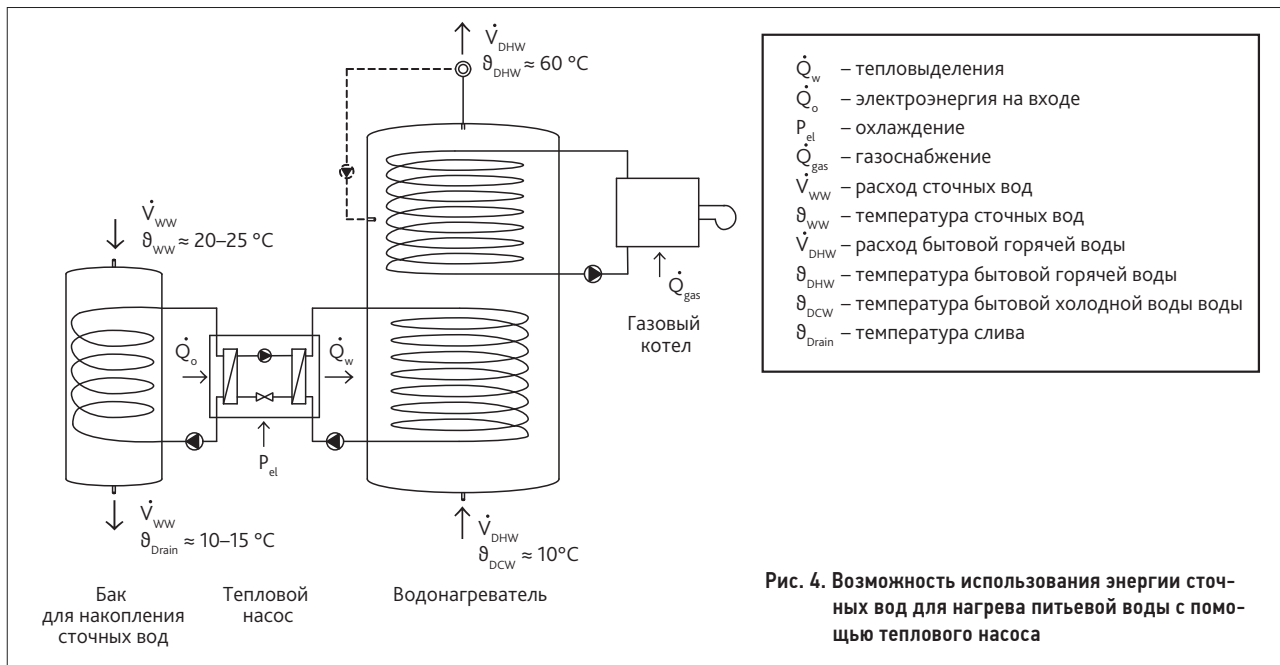 V̇DHW
ϑDHW ≈ 60 °C
V̇WW
ϑWW ≈ 20–25 °C
Q̇o
Q̇w
Pel
Q̇gas
Газовый
котел
V̇WW
ϑDrain ≈ 10–15 °C
V̇DHW
ϑDCW ≈ 10°C
Бак
для накопления
сточных вод
Тепловой
насос
Водонагреватель
Q̇w – тепловыделения
Q̇o – электроэнергия на входе
Pel – охлаждение
Q̇gas – газоснабжение
V̇WW – расход сточных вод
ϑWW – температура сточных вод
V̇DHW – расход бытовой горячей воды
ϑDHW – температура бытовой горячей воды
ϑDCW – температура бытовой холодной воды воды
ϑDrain – температура слива
Рис. 4. Возможность использования энергии сточ-
ных вод для нагрева питьевой воды с помо-
щью теплового насоса